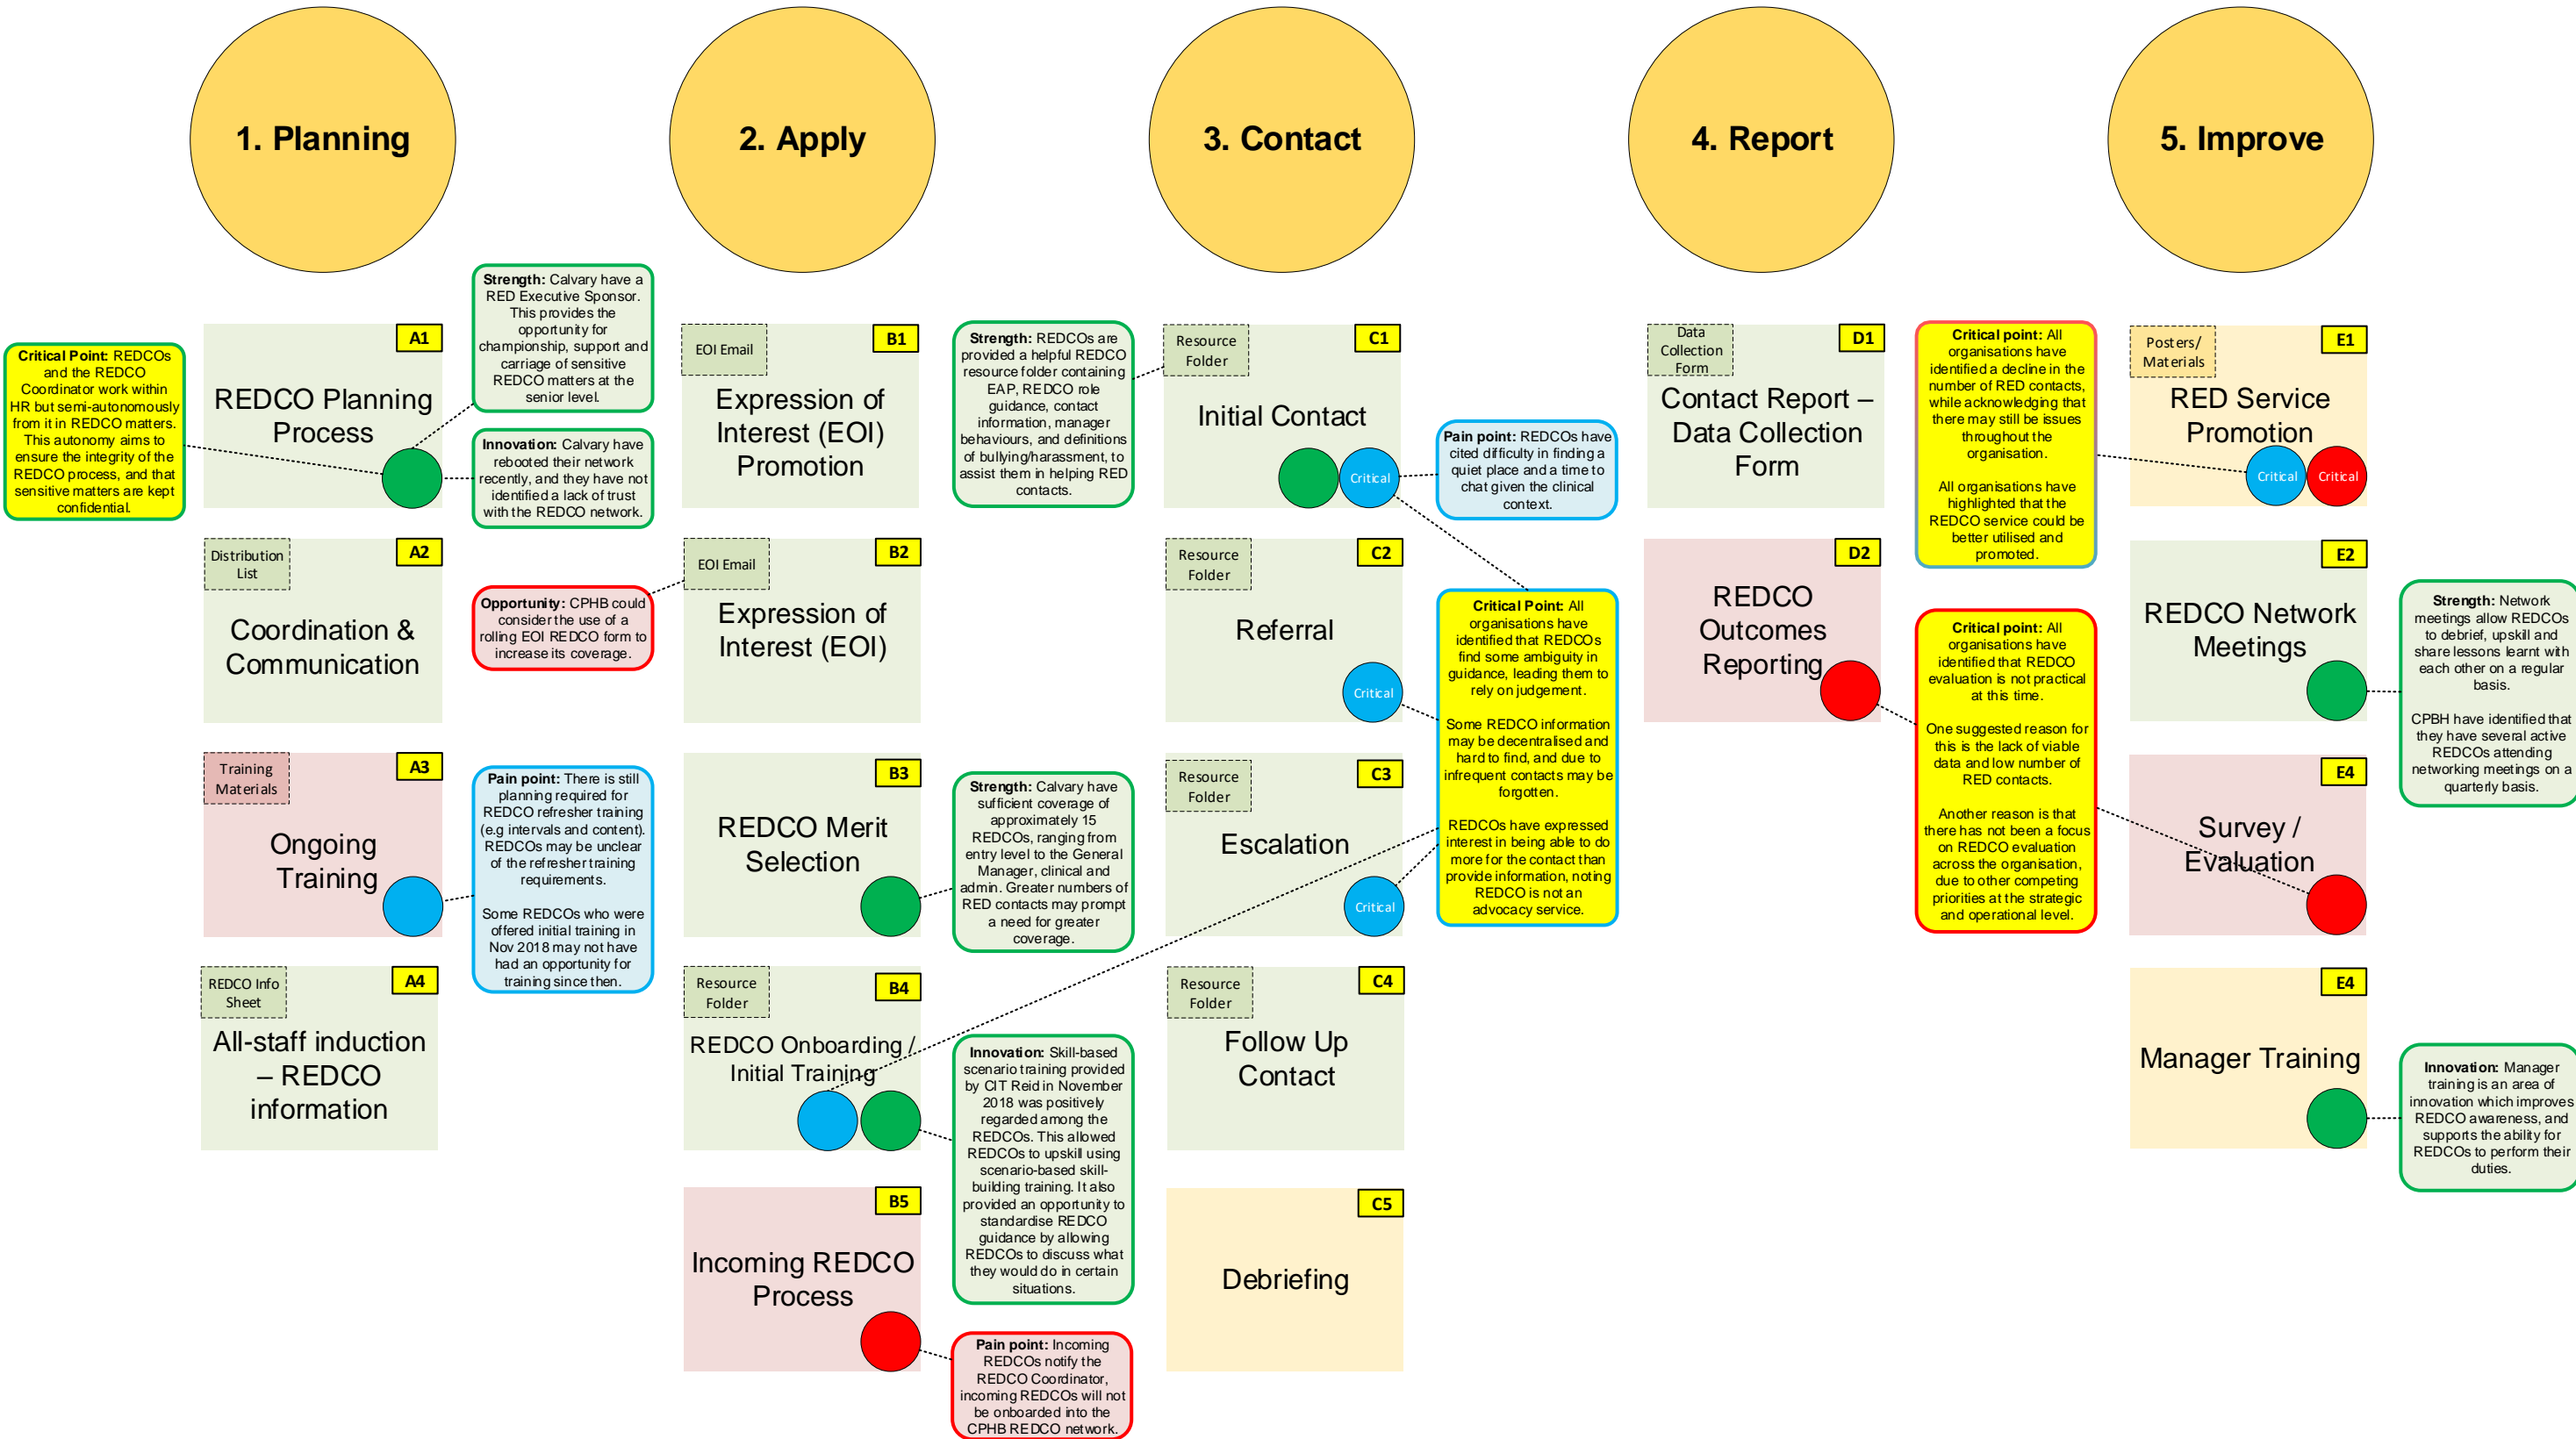 1. Planning
2. Apply
3. Contact
4. Report
5. Improve
Critical Point: REDCOs
and the REDCO
Coordinator work within
HR but semi-autonomously
from it in REDCO matters.
This autonomy aims to
ensure the integrity of the
REDCO process, and that
sensitive matters are kept
confidential.
A1
REDCO Planning
Process
Strength: Calvary have a
RED Executive Sponsor.
This provides the
opportunity for
championship, support and
carriage of sensitive
REDCO matters at the
senior level.
Innovation: Calvary have
rebooted their network
recently, and they have not
identified a lack of trust
with the REDCO network.
Distribution
List
A2
Coordination &
Communication
Training
Materials
A3
Ongoing
Training
Pain point: There is still
planning required for
REDCO refresher training
(e.g intervals and content).
REDCOs may be unclear
of the refresher training
requirements.
Some REDCOs who were
offered initial training in
Nov 2018 may not have
had an opportunity for
training since then.
REDCO Info
Sheet
A4
All-staff induction
– REDCO
information
EOI Email
B1
Expression of
Interest (EOI)
Promotion
EOI Email
B2
Expression of
Interest (EOI)
Opportunity: CPHB could
consider the use of a
rolling EOI REDCO form to
increase its coverage.
B3
REDCO Merit
Selection
Strength: Calvary have
sufficient coverage of
approximately 15
REDCOs, ranging from
entry level to the General
Manager, clinical and
admin. Greater numbers of
RED contacts may prompt
a need for greater
coverage.
Resource
Folder
B4
REDCO Onboarding /
Initial Training
Innovation: Skill-based
scenario training provided
by CIT Reid in November
2018 was positively
regarded among the
REDCOs. This allowed
REDCOs to upskill using
scenario-based skill-
building training. It also
provided an opportunity to
standardise REDCO
guidance by allowing
REDCOs to discuss what
they would do in certain
situations.
B5
Incoming REDCO
Process
Pain point: Incoming
REDCOs notify the
REDCO Coordinator,
incoming REDCOs will not
be onboarded into the
CPHB REDCO network.
Strength: REDCOs are
provided a helpful REDCO
resource folder containing
EAP, REDCO role
guidance, contact
information, manager
behaviours, and definitions
of bullying/harassment, to
assist them in helping RED
contacts.
Resource
Folder
C1
Initial Contact
Critical
Pain point: REDCOs have
cited difficulty in finding a
quiet place and a time to
chat given the clinical
context.
Resource
Folder
C2
Referral
Critical
Critical Point: All
organisations have
identified that REDCOs
find some ambiguity in
guidance, leading them to
rely on judgement.
Some REDCO information
may be decentralised and
hard to find, and due to
infrequent contacts may be
forgotten.
REDCOs have expressed
interest in being able to do
more for the contact than
provide information, noting
REDCO is not an
advocacy service.
Resource
Folder
C3
Escalation
Critical
Resource
Folder
C4
Follow Up
Contact
C5
Debriefing
Data
Collection
Form
D1
Contact Report –
Data Collection
Form
D2
REDCO
Outcomes
Reporting
Critical point: All
organisations have
identified a decline in the
number of RED contacts,
while acknowledging that
there may still be issues
throughout the
organisation.
All organisations have
highlighted that the
REDCO service could be
better utilised and
promoted.
Critical point: All
organisations have
identified that REDCO
evaluation is not practical
at this time.
One suggested reason for
this is the lack of viable
data and low number of
RED contacts.
Another reason is that
there has not been a focus
on REDCO evaluation
across the organisation,
due to other competing
priorities at the strategic
and operational level.
Posters/
Materials
E1
RED Service
Promotion
Critical
Critical
E2
REDCO Network
Meetings
Strength: Network
meetings allow REDCOs
to debrief, upskill and
share lessons learnt with
each other on a regular
basis.
CPBH have identified that
they have several active
REDCOs attending
networking meetings on a
quarterly basis.
E4
Survey /
Evaluation
E4
Manager Training
Innovation: Manager
training is an area of
innovation which improves
REDCO awareness, and
supports the ability for
REDCOs to perform their
duties.